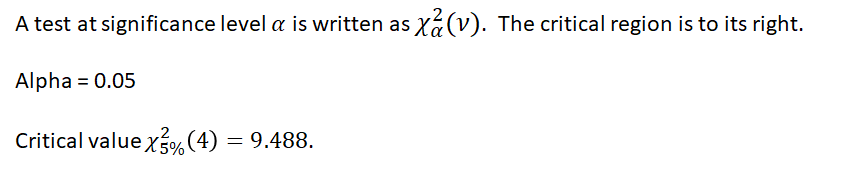 A test at significance level α is written as χ²_α(ν). The critical region is to its right.
Alpha = 0.05
Critical value χ²_5%(4) = 9.488.